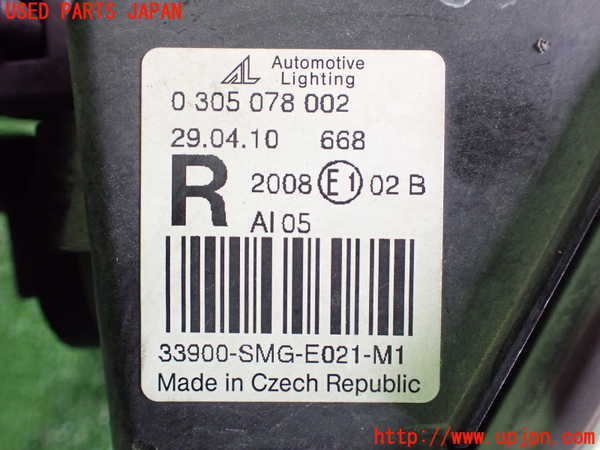 USED PARTS JAPAN
AL Automotive
Lighting
0 305 078 002
29.04.10 668
R 2008 E1 02 B
AI 05
33900-SMG-E021-M1
Made in Czech Republic
http://www.upjpn.com/